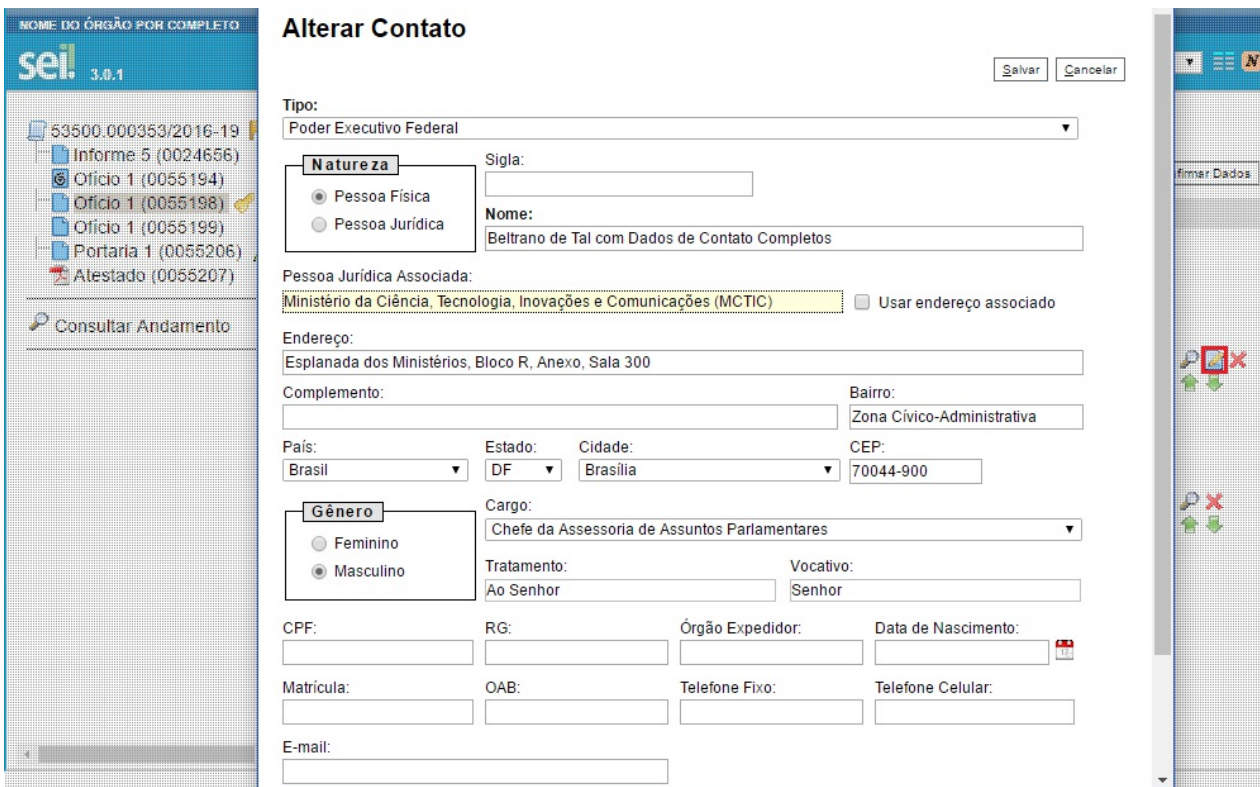 NOME DO ÓRGÃO POR COMPLETO
sei! 3.0.1
53500.000353/2016-19
Informe 5 (0024656)
Ofício 1 (0055194)
Ofício 1 (0055198)
Ofício 1 (0055199)
Portaria 1 (0055206)
Atestado (0055207)
Consultar Andamento
Alterar Contato
Salvar Cancelar
Tipo:
Poder Executivo Federal
Natureza
Pessoa Física
Pessoa Jurídica
Sigla:
Nome:
Beltrano de Tal com Dados de Contato Completos
Pessoa Jurídica Associada:
Ministério da Ciência, Tecnologia, Inovações e Comunicações (MCTIC) Usar endereço associado
Endereço:
Esplanada dos Ministérios, Bloco R, Anexo, Sala 300
Complemento: Bairro:
Zona Cívico-Administrativa
País: Estado: Cidade: CEP:
Brasil DF Brasília 70044-900
Gênero
Feminino
Masculino
Cargo:
Chefe da Assessoria de Assuntos Parlamentares
Tratamento: Vocativo:
Ao Senhor Senhor
CPF: RG: Órgão Expedidor: Data de Nascimento:
Matrícula: OAB: Telefone Fixo: Telefone Celular:
E-mail:
N
firmar Dados